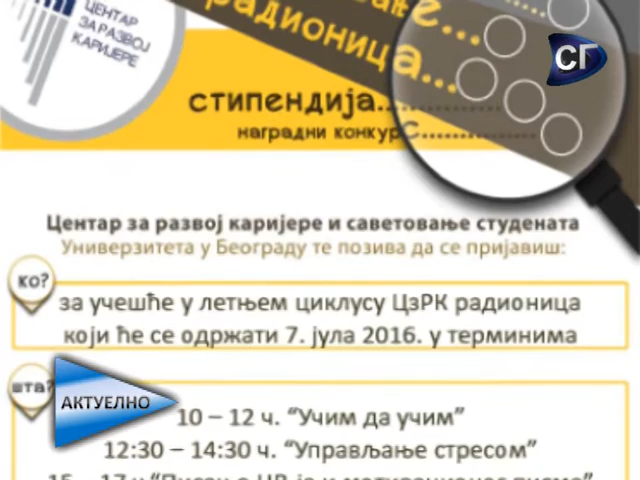 ЦЕНТАР
ЗА РАЗВОЈ
КАРИЈЕРЕ
радионица...
СГ
стипендија...............
наградни конкурс...............
Центар за развој каријере и саветовање студената
Универзитета у Београду те позива да се пријавиш:
ко?
за учешће у летњем циклусу ЦзРК радионица
који ће се одржати 7. јула 2016. у терминима
шта?
АКТУЕЛНО
10 – 12 ч. “Учим да учим”
12:30 – 14:30 ч. “Управљање стресом”